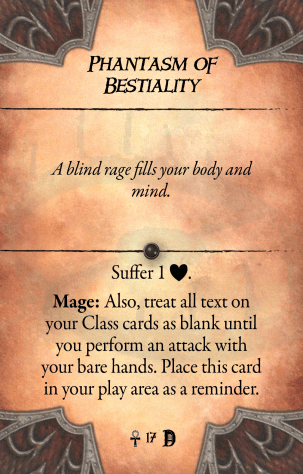 PHANTASM OF
BESTIALITY
A blind rage fills your body and
mind.
Suffer 1 ♥.
Mage: Also, treat all text on
your Class cards as blank until
you perform an attack with
your bare hands. Place this card
in your play area as a reminder.
☥ 17 D